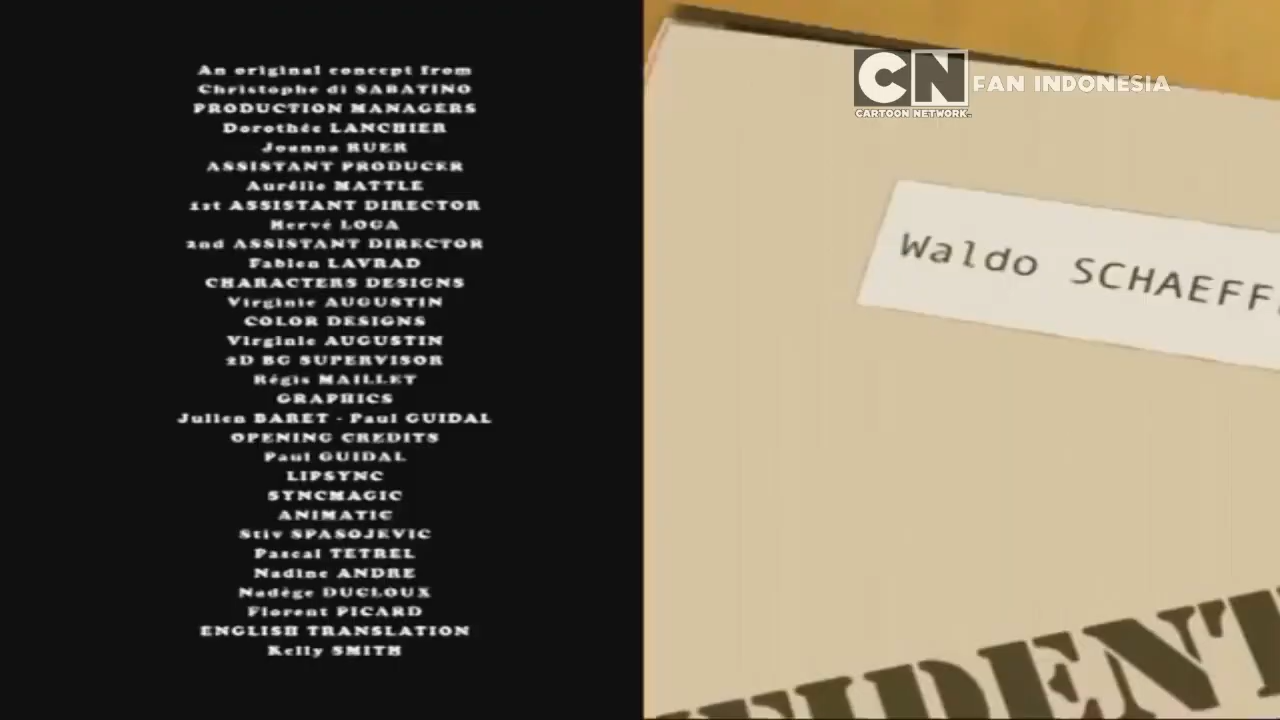 An original concept from
Christophe di SABATINO
PRODUCTION MANAGERS
Dorothée LANCHIER
Joanna RUER
ASSISTANT PRODUCER
Aurélie MATTLE
1st ASSISTANT DIRECTOR
Hervé LOGA
2nd ASSISTANT DIRECTOR
Fabien LAVRAD
CHARACTERS DESIGNS
Virginie AUGUSTIN
COLOR DESIGNS
Virginie AUGUSTIN
2D BG SUPERVISOR
Régis MAILLET
GRAPHICS
Julien BARET - Paul GUIDAL
OPENING CREDITS
Paul GUIDAL
LIPSYNC
SYNCMAGIC
ANIMATIC
Stiv SPASOJEVIC
Pascal TETREL
Nadine ANDRE
Nadège DUCLOUX
Florent PICARD
ENGLISH TRANSLATION
Kelly SMITH
CN FAN INDONESIA
CARTOON NETWORK
Waldo SCHAEFF
FIDENT